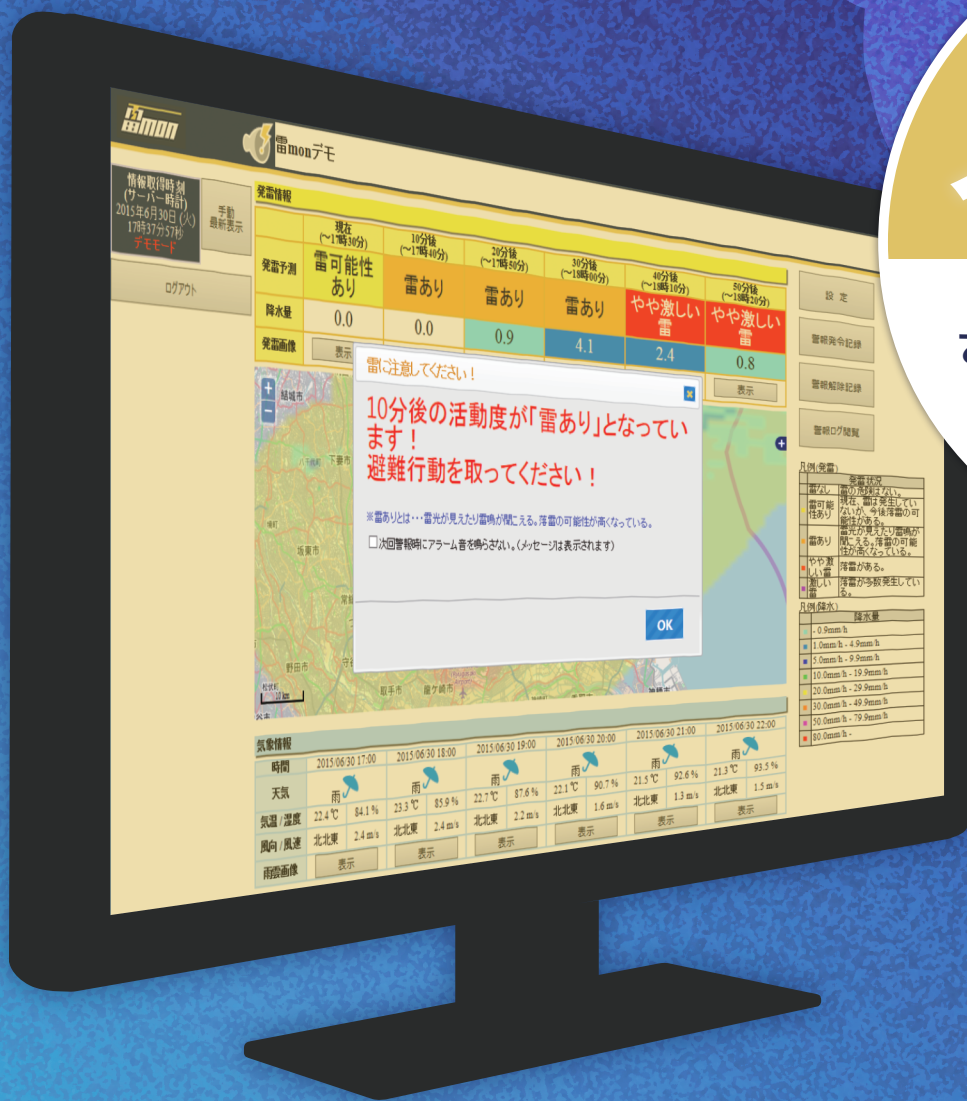 雷mon
雷monデモ
情報取得時刻
(サーバー時計)
2015年6月30日 (火)
17時37分57秒
デモモード
手動
最新表示
ログアウト
発雷情報
現在
(～17時30分)
10分後
(～17時40分)
20分後
(～17時50分)
30分後
(～18時00分)
40分後
(～18時10分)
50分後
(～18時20分)
発雷予測
雷可能性
あり
雷あり
雷あり
雷あり
やや激しい
雷
やや激しい
雷
降水量 0.0 0.0 0.9 4.1 2.4 0.8
発雷画像 表示 表示
雷に注意してください！
10分後の活動度が「雷あり」となってい
ます！
避難行動を取ってください！
※雷ありとは・・・雷光が見えたり雷鳴が聞こえる。落雷の可能性が高くなっている。
次回警報時にアラーム音を鳴らさない。(メッセージは表示されます)
OK
+
−
結城市
下妻市
坂東市
野田市
取手市
龍ケ崎市
設 定
警報発令記録
警報解除記録
警報ログ閲覧
凡例(発雷)
発雷状況
雷なし 雷の危険はない。
雷可能
性あり
現在、雷は発生してい
ないが、今後落雷の可
能性がある。
雷あり
雷光が見えたり雷鳴が
聞こえる。落雷の可能
性が高くなっている。
やや激
しい雷
落雷がある。
激しい
雷
落雷が多数発生してい
る。
凡例(降水)
降水量
- 0.9mm/h
1.0mm/h - 4.9mm/h
5.0mm/h - 9.9mm/h
10.0mm/h - 19.9mm/h
20.0mm/h - 29.9mm/h
30.0mm/h - 49.9mm/h
50.0mm/h - 79.9mm/h
80.0mm/h -
気象情報
時間 2015/06/30 17:00 2015/06/30 18:00 2015/06/30 19:00 2015/06/30 20:00 2015/06/30 21:00 2015/06/30 22:00
天気 雨 雨 雨 雨 雨 雨
気温 / 湿度 22.4 ℃ 84.1 % 23.3 ℃ 85.9 % 22.7 ℃ 87.6 % 22.1 ℃ 90.7 % 21.5 ℃ 92.6 % 21.3 ℃ 93.5 %
風向 / 風速 北北東 2.4 m/s 北北東 2.4 m/s 北北東 2.2 m/s 北北東 1.6 m/s 北北東 1.3 m/s 北北東 1.5 m/s
雨雲画像 表示 表示 表示 表示 表示 表示